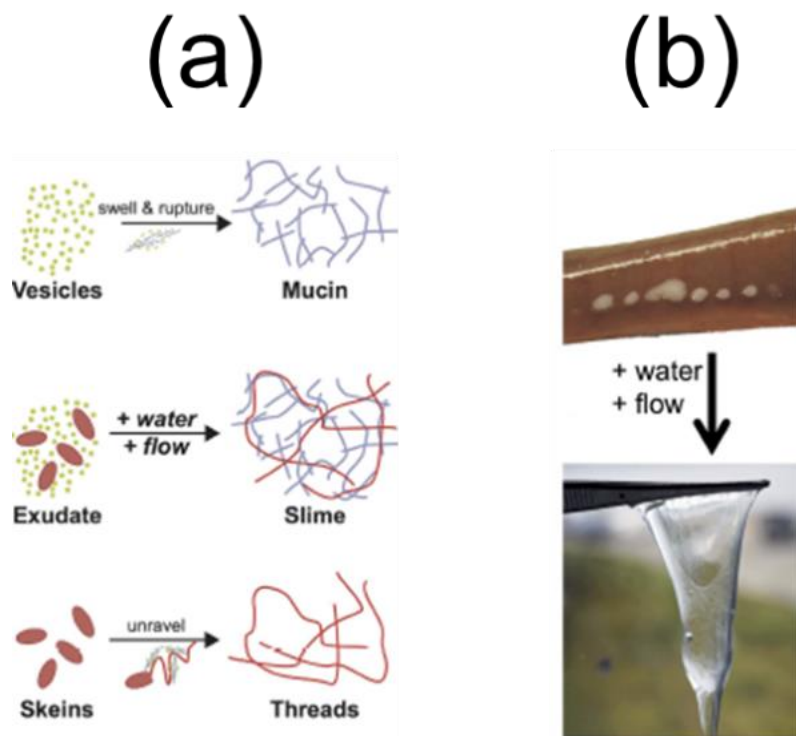 (a)
(b)
swell & rupture
Vesicles
Mucin
+ water
+ flow
Exudate
Slime
unravel
Skeins
Threads
+ water
+ flow